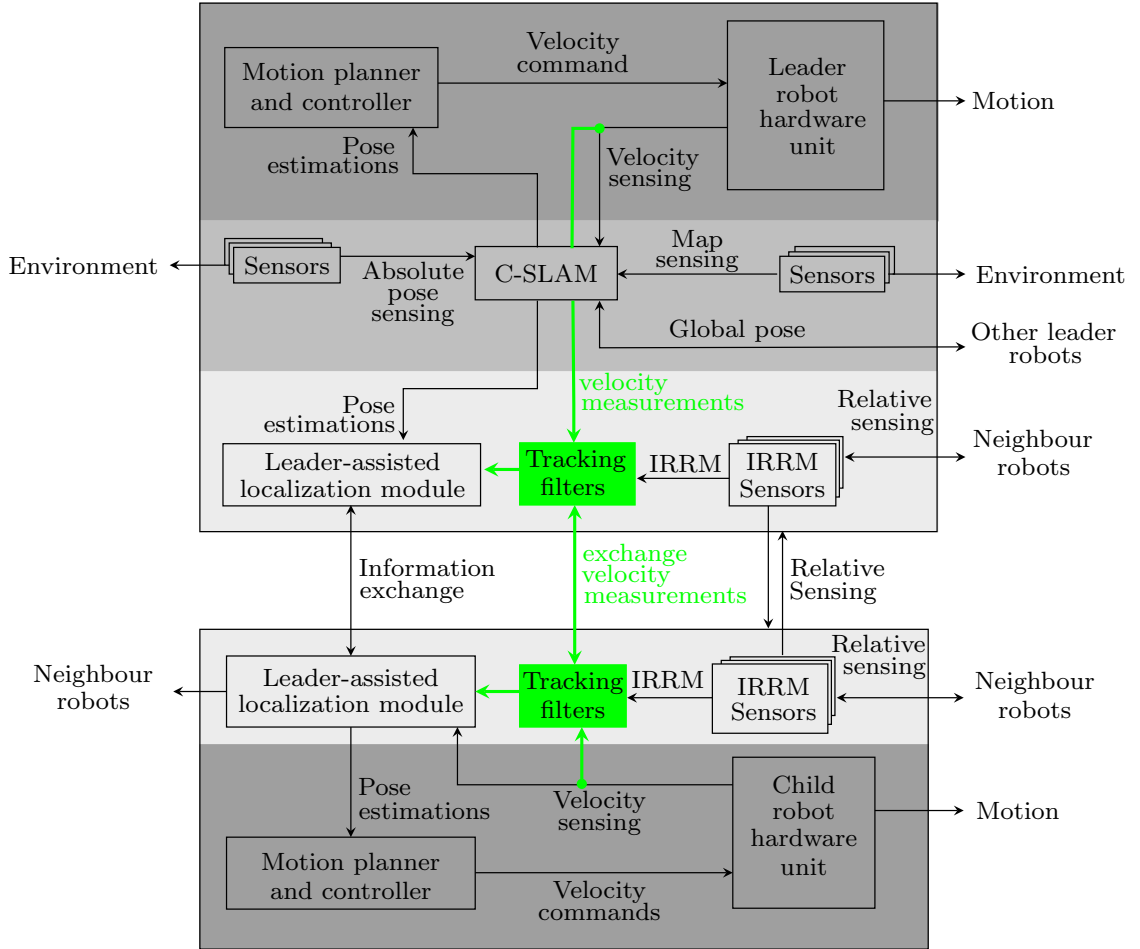 Velocity
command
Motion planner
and controller
Leader
robot
hardware
unit
Motion
Pose
estimations
Velocity
sensing
Environment
Sensors
Absolute
pose
sensing
C-SLAM
Map
sensing
Sensors
Environment
Global pose
Other leader
robots
velocity
measurements
Pose
estimations
Relative
sensing
Leader-assisted
localization module
Tracking
filters
IRRM
IRRM
Sensors
Neighbour
robots
Information
exchange
exchange
velocity
measurements
Relative
Sensing
Neighbour
robots
Leader-assisted
localization module
Tracking
filters
IRRM
IRRM
Sensors
Relative
sensing
Neighbour
robots
Pose
estimations
Velocity
sensing
Child
robot
hardware
unit
Motion
Motion planner
and controller
Velocity
commands